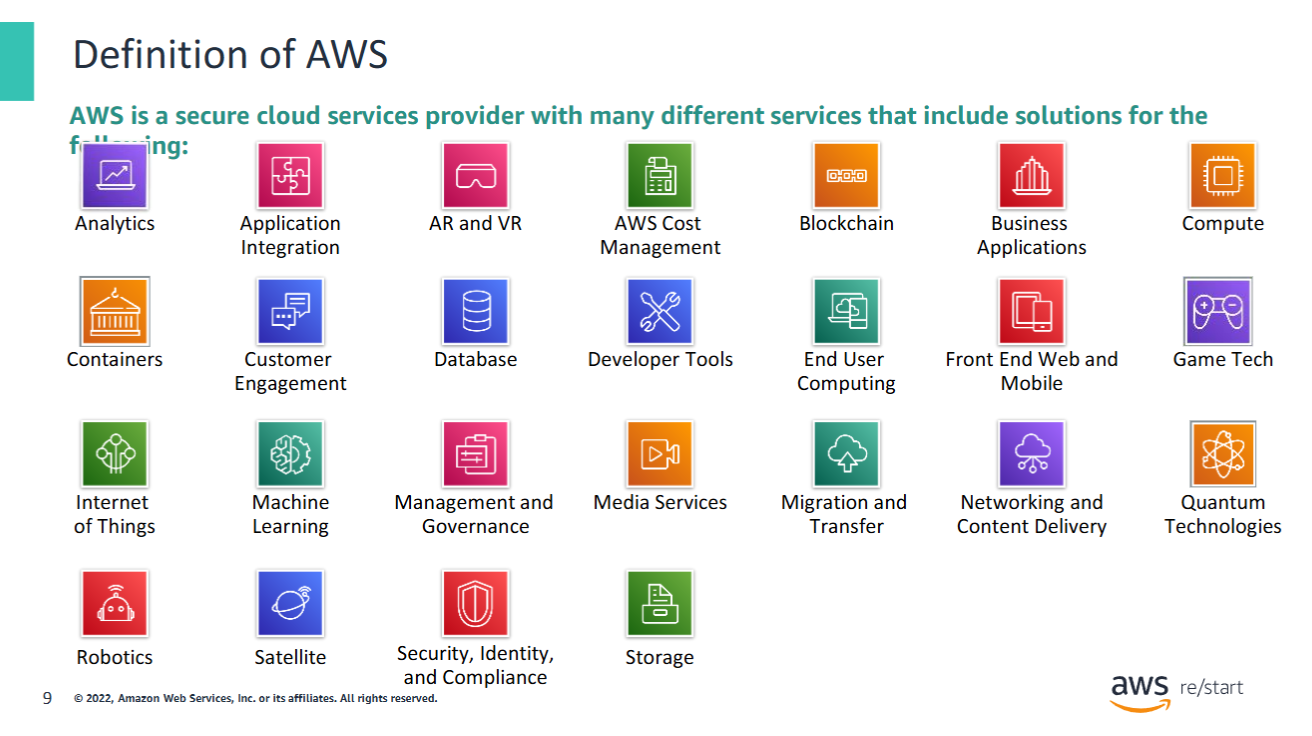 Definition of AWS
AWS is a secure cloud services provider with many different services that include solutions for the
following:
Analytics
Application
Integration
AR and VR
AWS Cost
Management
Blockchain
Business
Applications
Compute
Containers
Customer
Engagement
Database
Developer Tools
End User
Computing
Front End Web and
Mobile
Game Tech
Internet
of Things
Machine
Learning
Management and
Governance
Media Services
Migration and
Transfer
Networking and
Content Delivery
Quantum
Technologies
Robotics
Satellite
Security, Identity,
and Compliance
Storage
9 © 2022, Amazon Web Services, Inc. or its affiliates. All rights reserved.
aws re/start